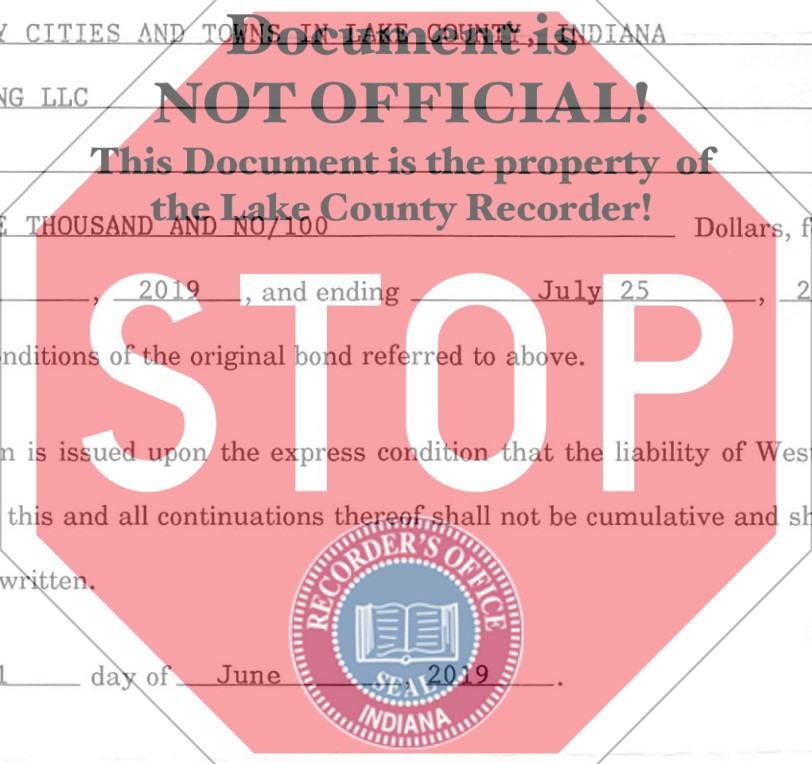 Document is
Y CITIES AND TOWNS IN LAKE COUNTY, INDIANA
NG LLC
NOT OFFICIAL!
This Document is the property of
the Lake County Recorder!
E THOUSAND AND NO/100 Dollars, f
, 2019 , and ending July 25 , 2
STOP
nditions of the original bond referred to above.
n is issued upon the express condition that the liability of West
this and all continuations thereof shall not be cumulative and sh
written.
RECORDER'S OFFICE
SEAL
INDIANA
1 day of June , 2019 .